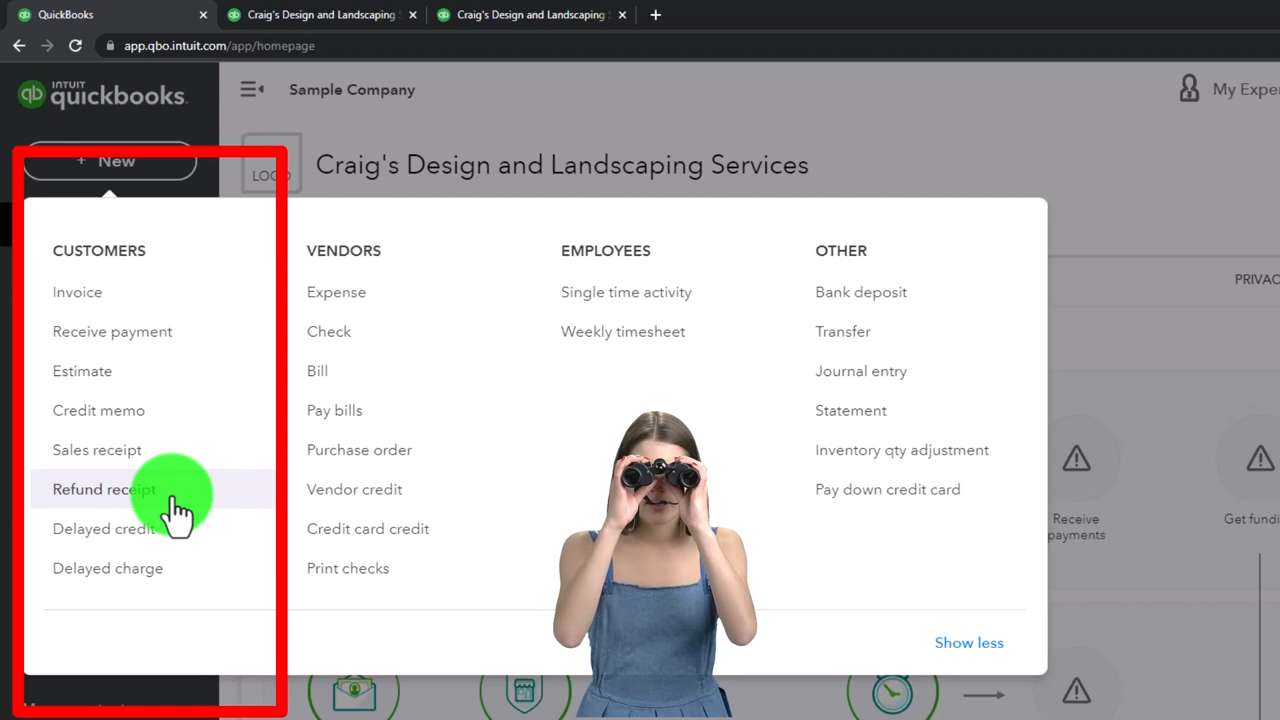 QuickBooks
Craig's Design and Landscaping
Craig's Design and Landscaping
app.qbo.intuit.com/app/homepage
INTUIT
quickbooks.
Sample Company
My Exper
+ New
LOGO
Craig's Design and Landscaping Services
CUSTOMERS
Invoice
Receive payment
Estimate
Credit memo
Sales receipt
Refund receipt
Delayed credit
Delayed charge
VENDORS
Expense
Check
Bill
Pay bills
Purchase order
Vendor credit
Credit card credit
Print checks
EMPLOYEES
Single time activity
Weekly timesheet
OTHER
Bank deposit
Transfer
Journal entry
Statement
Inventory qty adjustment
Pay down credit card
Show less
PRIVAC
Receive
payments
Get fundi